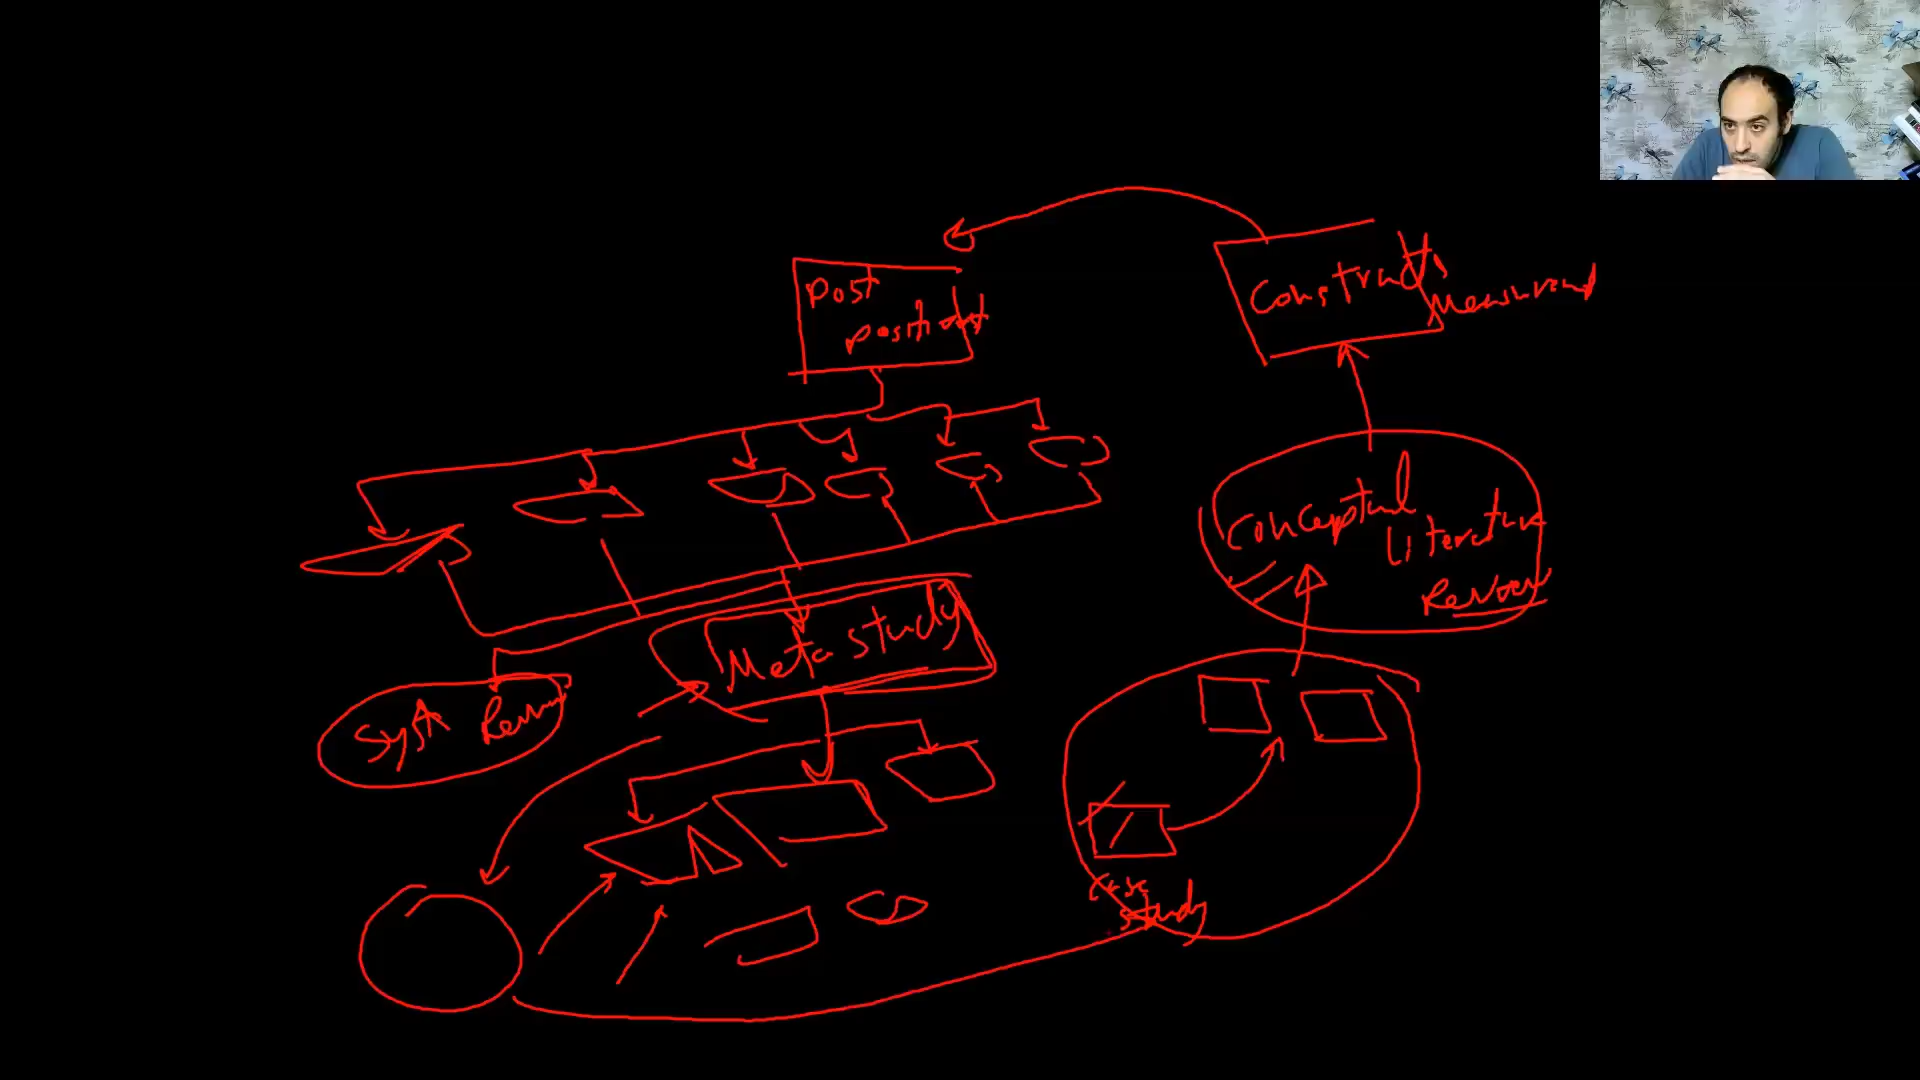 Post
positivist
Constructs
Measurement
Conceptual
Literature
Review
Meta study
Syst Review
Case
study